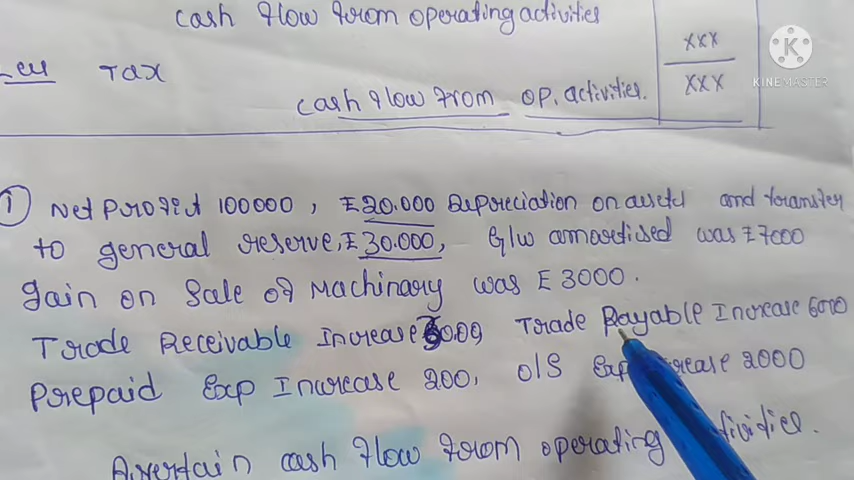 Cash flow from operating activities
xxx
Tax
xxx
Cash flow from op. activities.
K
KINEMASTER
① Net Profit 100000, ₹20.000 Depreciation on asset and transfer
to general reserve, ₹30.000, G/w amortised was ₹7000
gain on sale of Machinary was ₹3000.
Trade Receivable Increase Trade Payable Increase 6000
Prepaid Exp Increase 200, O/S Exp 2000
Ascertain cash flow from operating